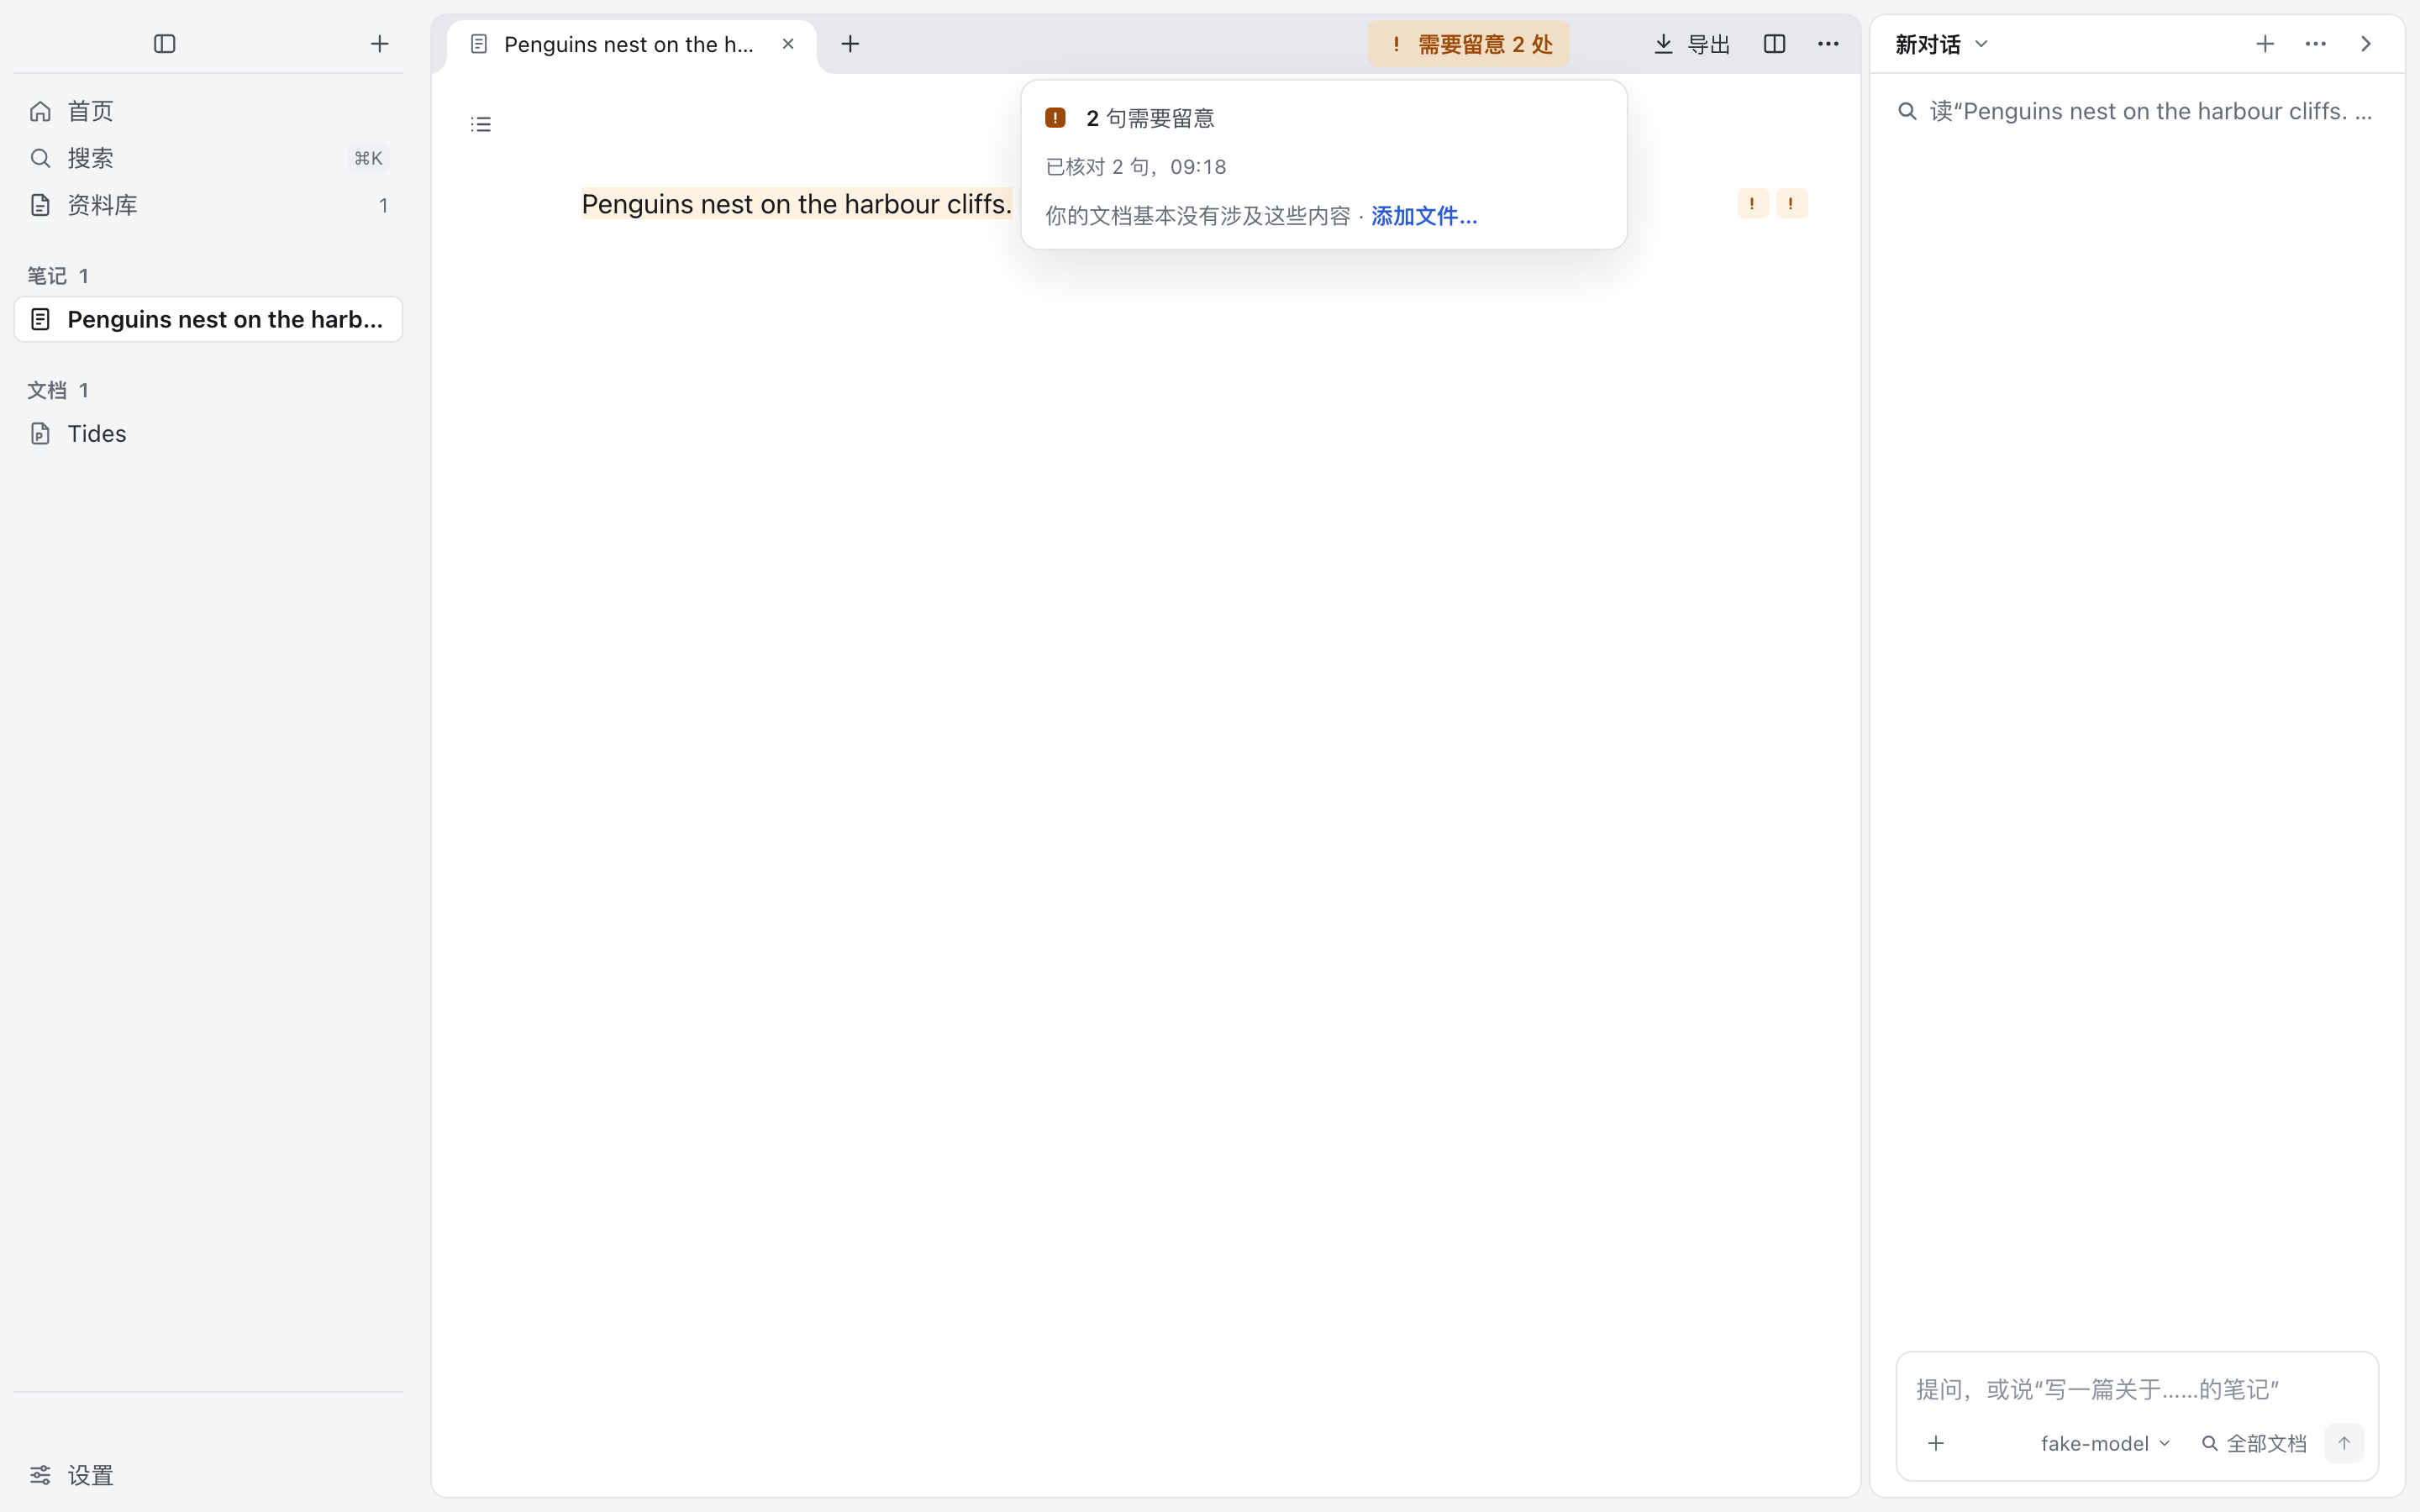 首页
搜索 ⌘K
资料库 1
笔记 1
Penguins nest on the harb...
文档 1
Tides
设置
Penguins nest on the h...
! 需要留意 2 处
导出
! 2 句需要留意
已核对 2 句，09:18
你的文档基本没有涉及这些内容 · 添加文件...
Penguins nest on the harbour cliffs.
! !
新对话
读“Penguins nest on the harbour cliffs. ...
提问，或说“写一篇关于……的笔记”
fake-model 全部文档